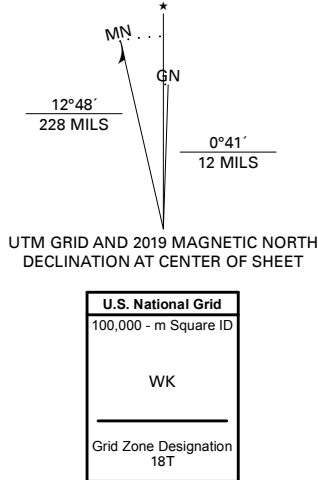 ★
MN
GN
12°48´
228 MILS
0°41´
12 MILS
UTM GRID AND 2019 MAGNETIC NORTH
DECLINATION AT CENTER OF SHEET
U.S. National Grid
100,000 - m Square ID
WK
Grid Zone Designation
18T